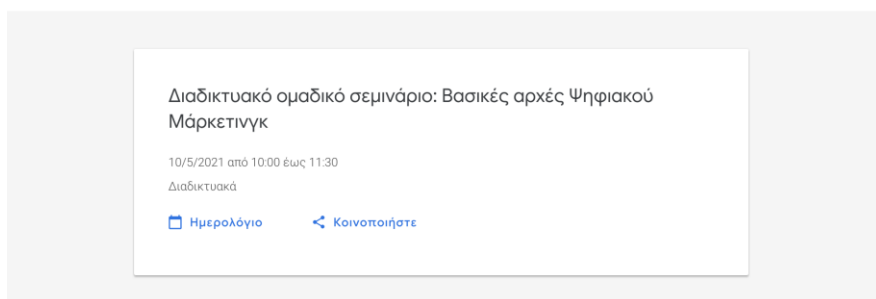 Διαδικτυακό ομαδικό σεμινάριο: Βασικές αρχές Ψηφιακού
Μάρκετινγκ
10/5/2021 από 10:00 έως 11:30
Διαδικτυακά
Ημερολόγιο Κοινοποιήστε